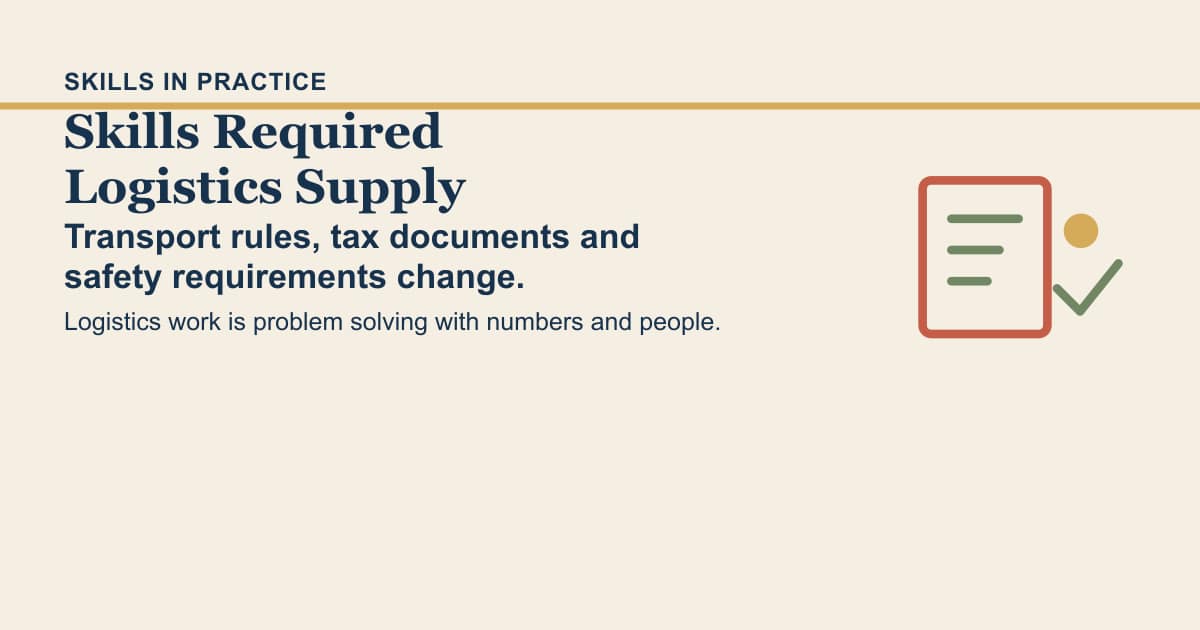 SKILLS IN PRACTICE
Skills Required
Logistics Supply
Transport rules, tax documents and
safety requirements change.
Logistics work is problem solving with numbers and people.